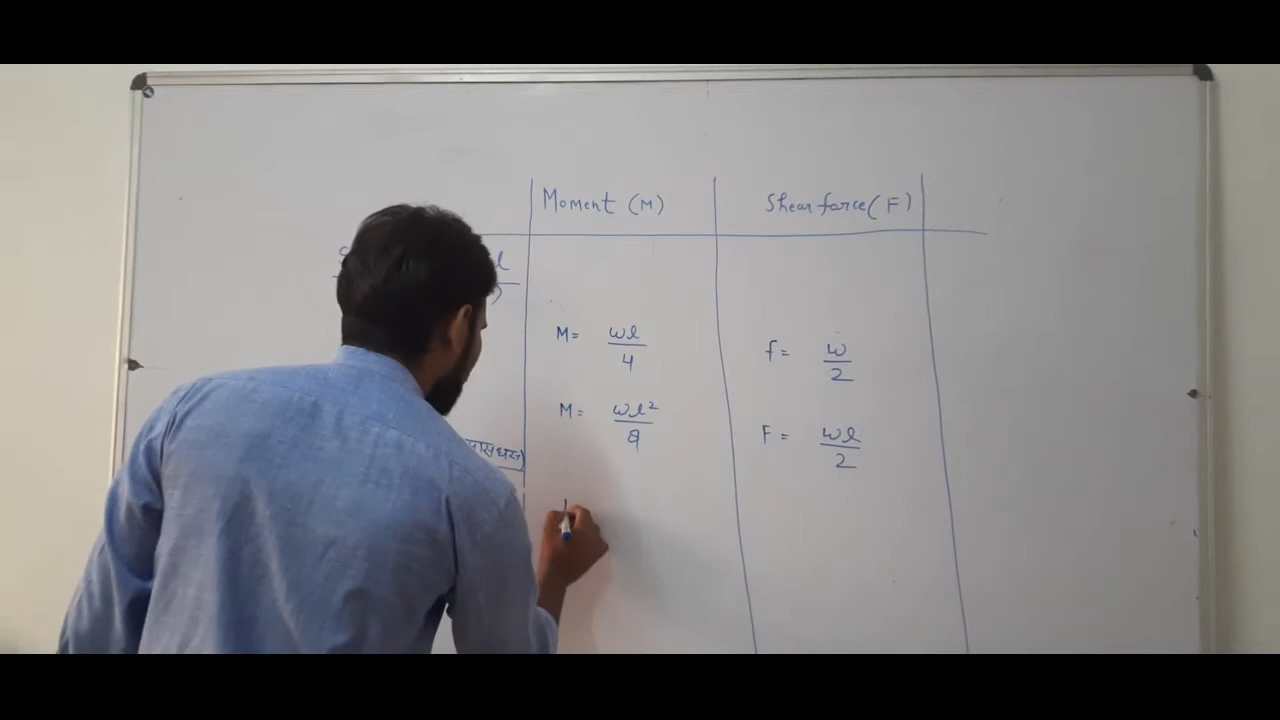 Moment (M)
Shear force (F)
M= wl/4
f= w/2
M= wl²/8
F= wl/2